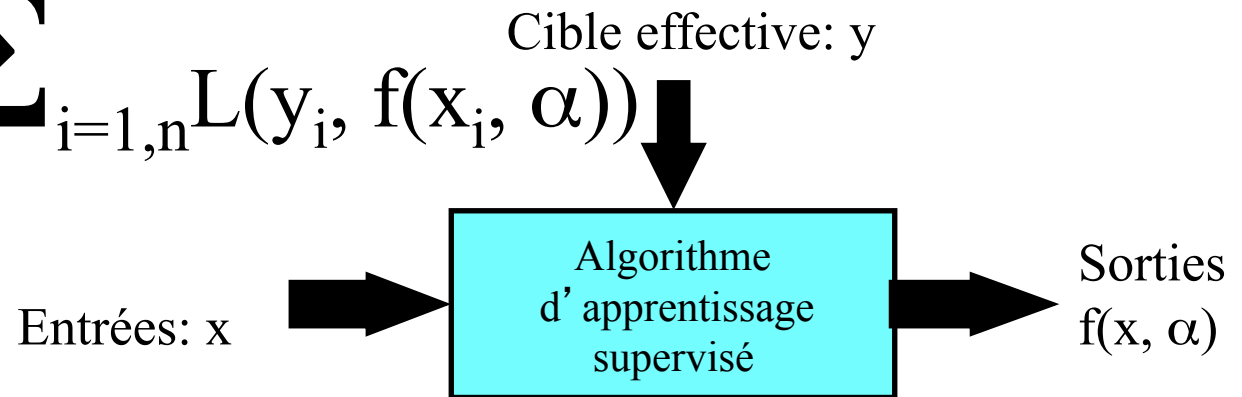 Cible effective: y
Σi=1,nL(yi, f(xi, α))
Algorithme
d’ apprentissage
supervisé
Entrées: x
Sorties
f(x, α)